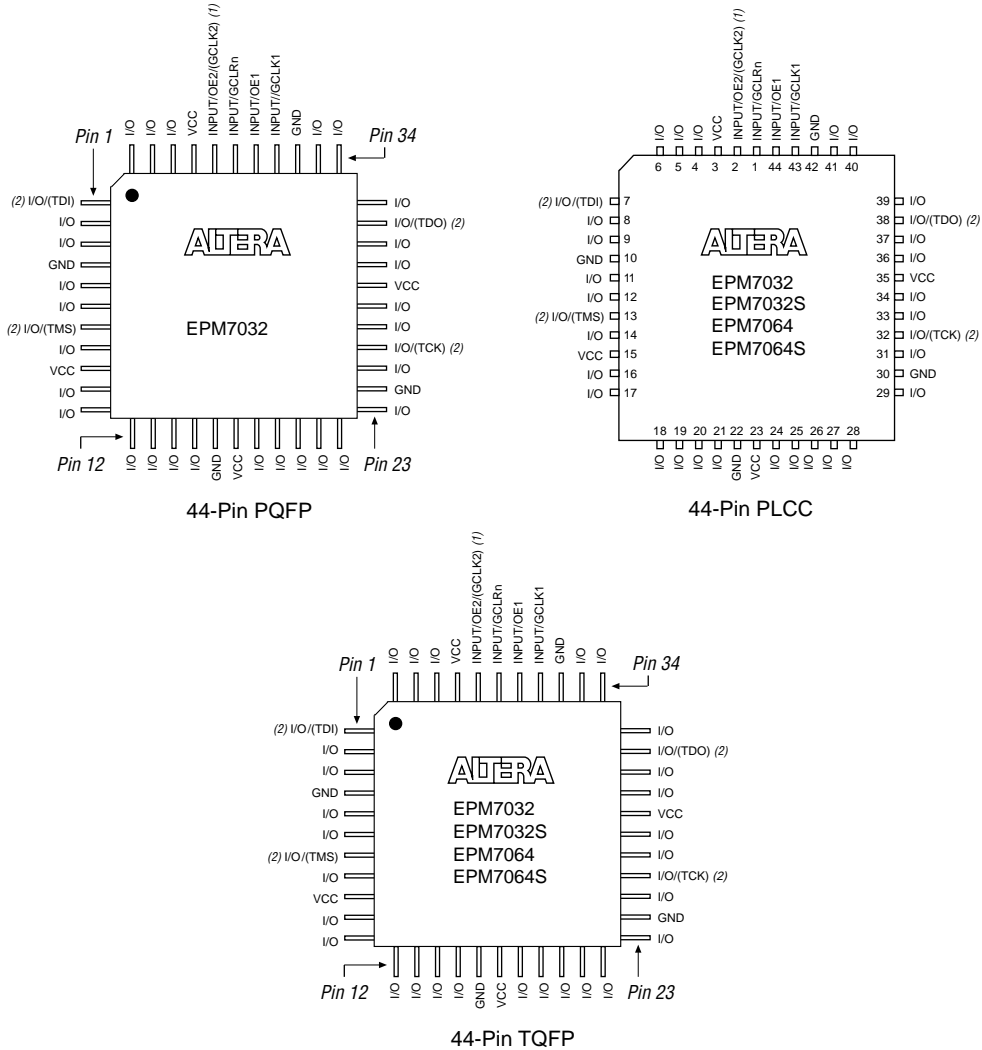 I/O
I/O
I/O
VCC
INPUT/OE2/(GCLK2) (1)
INPUT/GCLRn
INPUT/OE1
INPUT//GCLK1
GND
I/O
I/O
Pin 1
Pin 34
(2) I/O/(TDI)
I/O
I/O
GND
I/O
I/O
(2) I/O/(TMS)
I/O
VCC
I/O
I/O
ALTERA
EPM7032
I/O
I/O/(TDO) (2)
I/O
I/O
VCC
I/O
I/O
I/O/(TCK) (2)
I/O
GND
I/O
Pin 12
Pin 23
I/O
I/O
I/O
I/O
GND
VCC
I/O
I/O
I/O
I/O
I/O
44-Pin PQFP
I/O
I/O
I/O
VCC
INPUT/OE2/(GCLK2) (1)
INPUT/GCLRn
INPUT/OE1
INPUT/GCLK1
GND
I/O
I/O
6 5 4 3 2 1 44 43 42 41 40
(2) I/O/(TDI) 7
I/O 8
I/O 9
GND 10
I/O 11
I/O 12
(2) I/O/(TMS) 13
I/O 14
VCC 15
I/O 16
I/O 17
ALTERA
EPM7032
EPM7032S
EPM7064
EPM7064S
39 I/O
38 I/O/(TDO) (2)
37 I/O
36 I/O
35 VCC
34 I/O
33 I/O
32 I/O/(TCK) (2)
31 I/O
30 GND
29 I/O
18 19 20 21 22 23 24 25 26 27 28
I/O
I/O
I/O
I/O
GND
VCC
I/O
I/O
I/O
I/O
I/O
44-Pin PLCC
I/O
I/O
I/O
VCC
INPUT/OE2/(GCLK2) (1)
INPUT/GCLRn
INPUT/OE1
INPUT/GCLK1
GND
I/O
I/O
Pin 1
Pin 34
(2) I/O/(TDI)
I/O
I/O
GND
I/O
I/O
(2) I/O/(TMS)
I/O
VCC
I/O
I/O
ALTERA
EPM7032
EPM7032S
EPM7064
EPM7064S
I/O
I/O/(TDO) (2)
I/O
I/O
VCC
I/O
I/O
I/O/(TCK) (2)
I/O
GND
I/O
Pin 12
Pin 23
I/O
I/O
I/O
I/O
GND
VCC
I/O
I/O
I/O
I/O
I/O
44-Pin TQFP